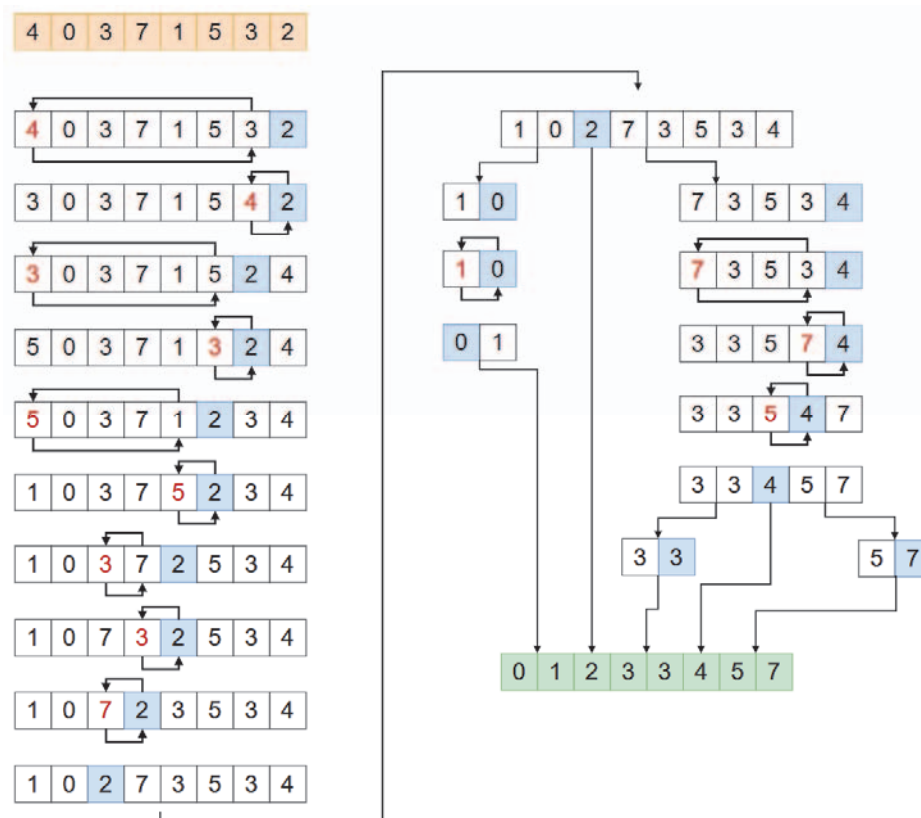 4 0 3 7 1 5 3 2
4 0 3 7 1 5 3 2
3 0 3 7 1 5 4 2
3 0 3 7 1 5 2 4
5 0 3 7 1 3 2 4
5 0 3 7 1 2 3 4
1 0 3 7 5 2 3 4
1 0 3 7 2 5 3 4
1 0 7 3 2 5 3 4
1 0 7 2 3 5 3 4
1 0 2 7 3 5 3 4
1 0 2 7 3 5 3 4
1 0
7 3 5 3 4
1 0
7 3 5 3 4
3 3 5 7 4
0 1
3 3 5 4 7
3 3 4 5 7
3 3
5 7
0 1 2 3 3 4 5 7